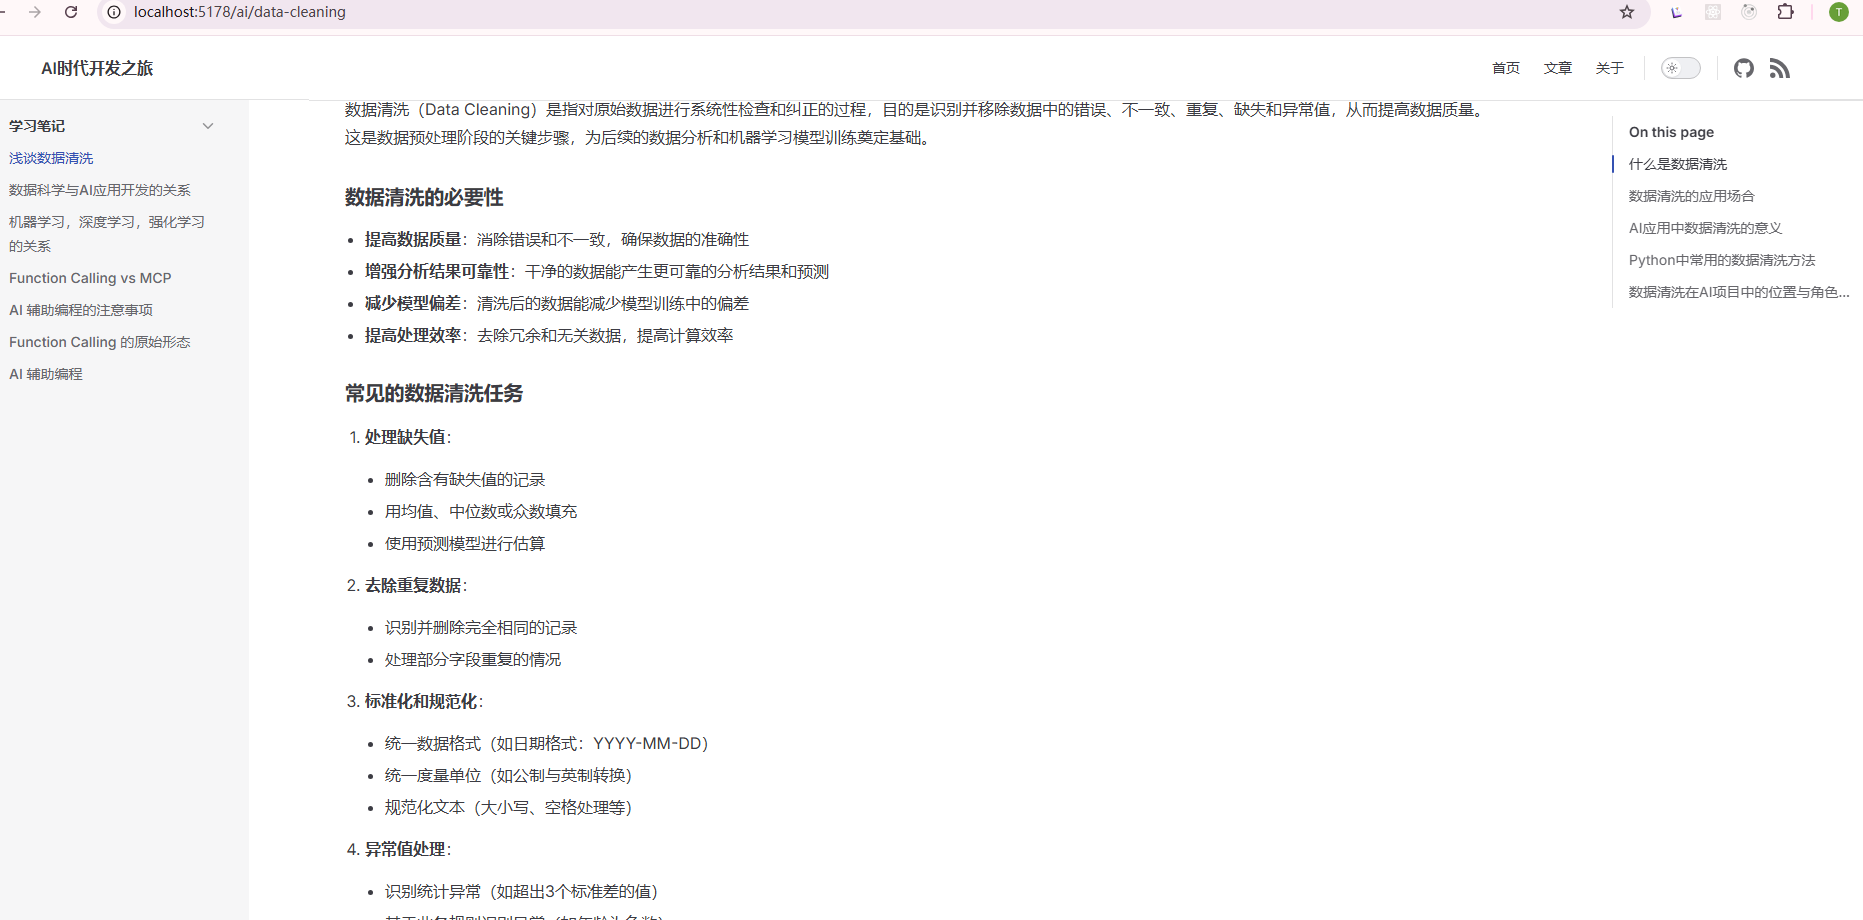 localhost:5178/ai/data-cleaning
T
AI时代开发之旅
首页
文章
关于
学习笔记
浅谈数据清洗
数据科学与AI应用开发的关系
机器学习，深度学习，强化学习
的关系
Function Calling vs MCP
AI 辅助编程的注意事项
Function Calling 的原始形态
AI 辅助编程
数据清洗（Data Cleaning）是指对原始数据进行系统性检查和纠正的过程，目的是识别并移除数据中的错误、不一致、重复、缺失和异常值，从而提高数据质量。
这是数据预处理阶段的关键步骤，为后续的数据分析和机器学习模型训练奠定基础。
数据清洗的必要性
• 提高数据质量：消除错误和不一致，确保数据的准确性
• 增强分析结果可靠性：干净的数据能产生更可靠的分析结果和预测
• 减少模型偏差：清洗后的数据能减少模型训练中的偏差
• 提高处理效率：去除冗余和无关数据，提高计算效率
常见的数据清洗任务
1. 处理缺失值：
• 删除含有缺失值的记录
• 用均值、中位数或众数填充
• 使用预测模型进行估算
2. 去除重复数据：
• 识别并删除完全相同的记录
• 处理部分字段重复的情况
3. 标准化和规范化：
• 统一数据格式（如日期格式：YYYY-MM-DD）
• 统一度量单位（如公制与英制转换）
• 规范化文本（大小写、空格处理等）
4. 异常值处理：
• 识别统计异常（如超出3个标准差的值）
On this page
什么是数据清洗
数据清洗的应用场合
AI应用中数据清洗的意义
Python中常用的数据清洗方法
数据清洗在AI项目中的位置与角色...